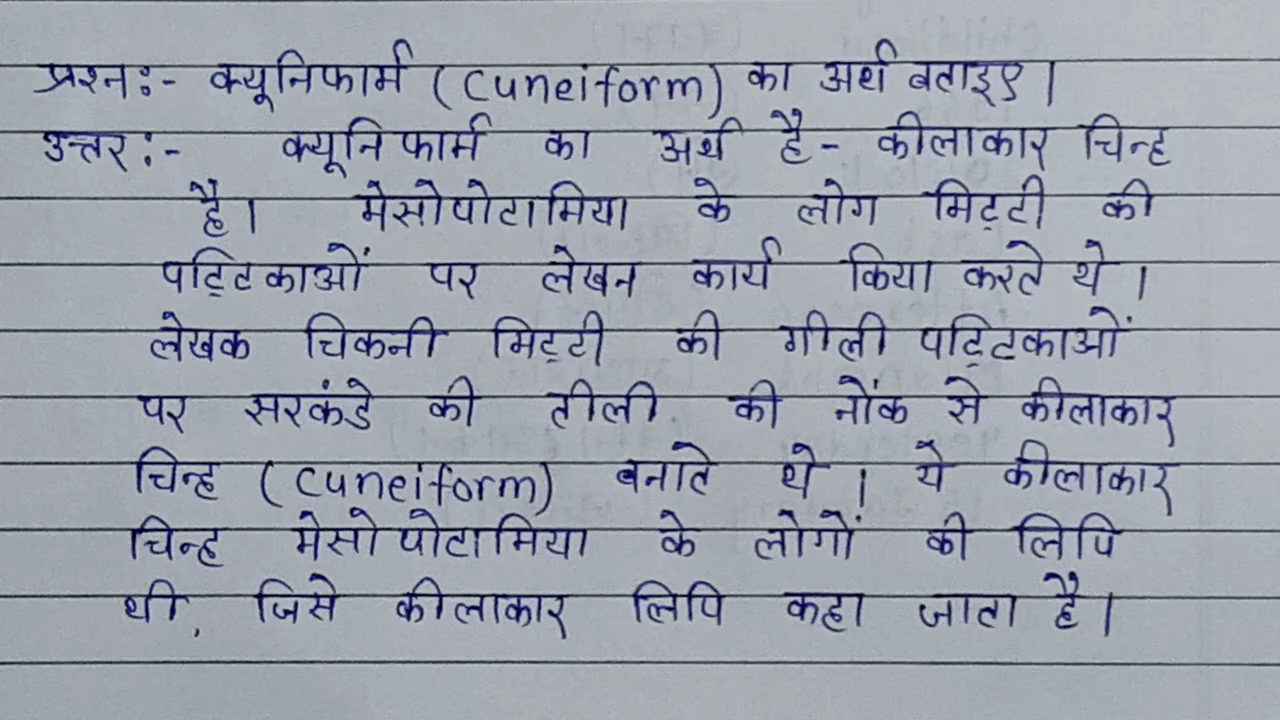 प्रश्न:- क्यूनिफार्म (Cuneiform) का अर्थ बताइए।
उत्तर:- क्यूनिफार्म का अर्थ है - कीलाकार चिन्ह
है। मेसोपोटामिया के लोग मिट्टी की
पट्टिकाओं पर लेखन कार्य किया करते थे।
लेखक चिकनी मिट्टी की गीली पट्टिकाओं
पर सरकंडे की तीली की नोंक से कीलाकार
चिन्ह (Cuneiform) बनाते थे। ये कीलाकार
चिन्ह मेसोपोटामिया के लोगों की लिपि
थी, जिसे कीलाकार लिपि कहा जाता है।